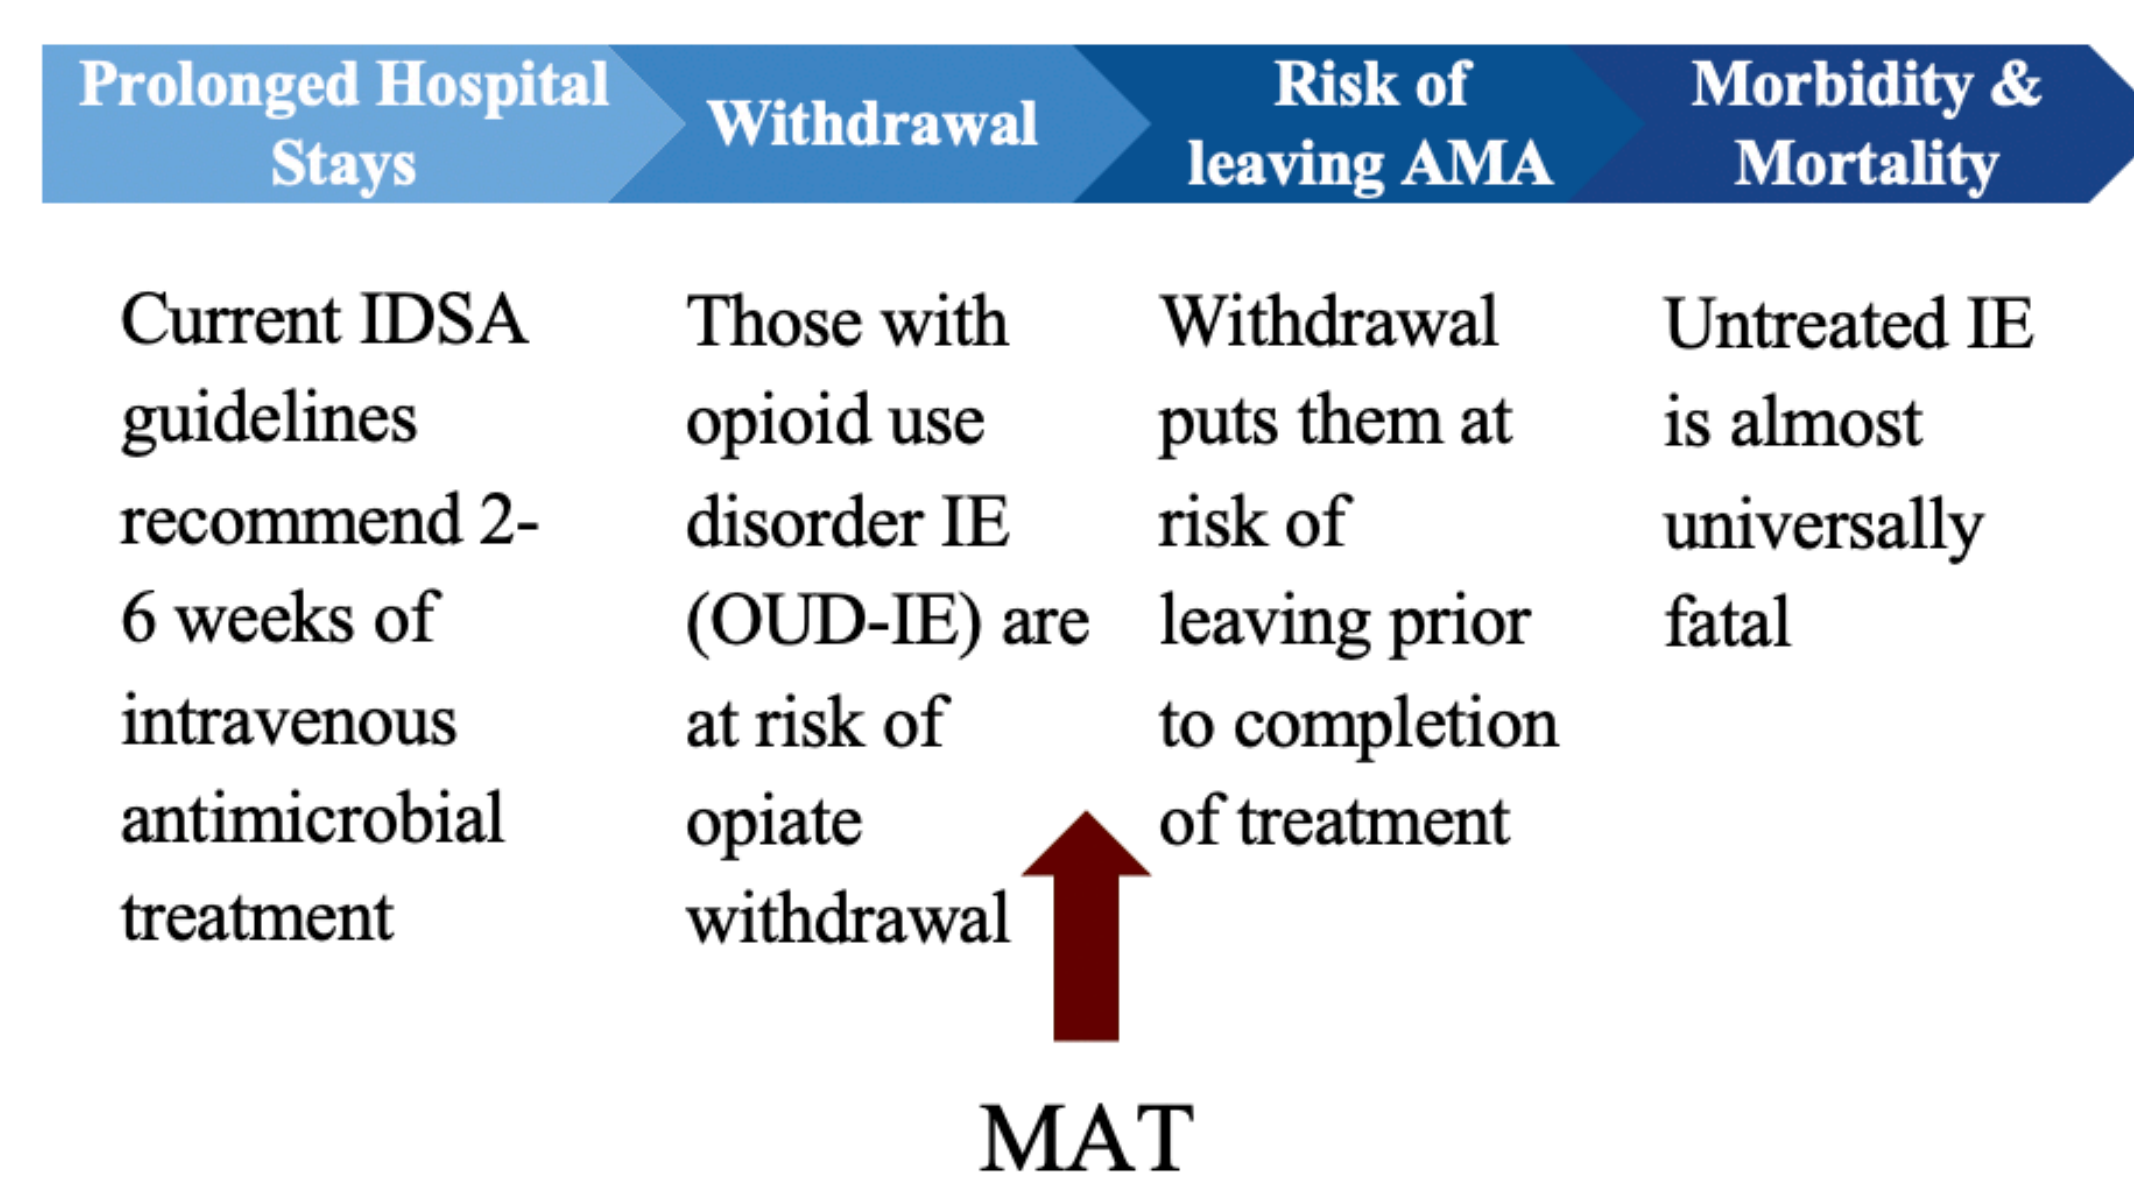 Prolonged Hospital
Stays
Withdrawal
Risk of
leaving AMA
Morbidity &
Mortality
Current IDSA
guidelines
recommend 2-
6 weeks of
intravenous
antimicrobial
treatment
Those with
opioid use
disorder IE
(OUD-IE) are
at risk of
opiate
withdrawal
Withdrawal
puts them at
risk of
leaving prior
to completion
of treatment
Untreated IE
is almost
universally
fatal
MAT